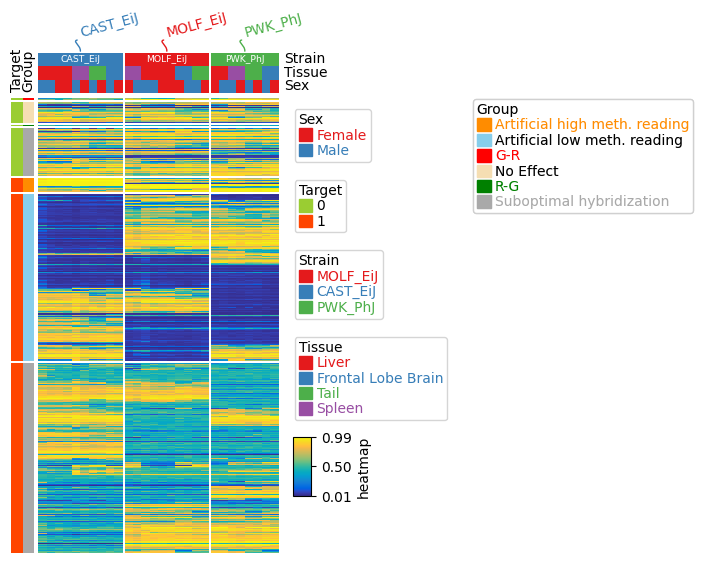 CAST_EiJ
MOLF_EiJ
PWK_PhJ
Target
Group
CAST_EiJ
MOLF_EiJ
PWK_PhJ
Strain
Tissue
Sex
Sex
Female
Male
Target
0
1
Strain
MOLF_EiJ
CAST_EiJ
PWK_PhJ
Tissue
Liver
Frontal Lobe Brain
Tail
Spleen
0.99
0.50
0.01
heatmap
Group
Artificial high meth. reading
Artificial low meth. reading
G-R
No Effect
R-G
Suboptimal hybridization